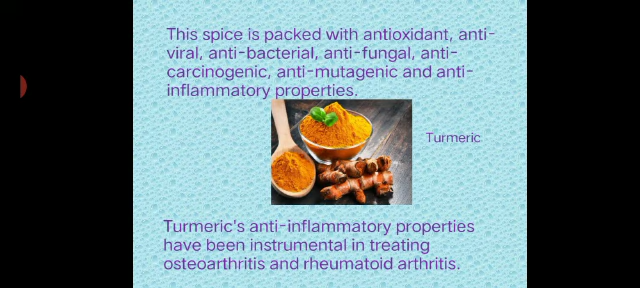 This spice is packed with antioxidant, anti-
viral, anti-bacterial, anti-fungal, anti-
carcinogenic, anti-mutagenic and anti-
inflammatory properties.
Turmeric
Turmeric's anti-inflammatory properties
have been instrumental in treating
osteoarthritis and rheumatoid arthritis.